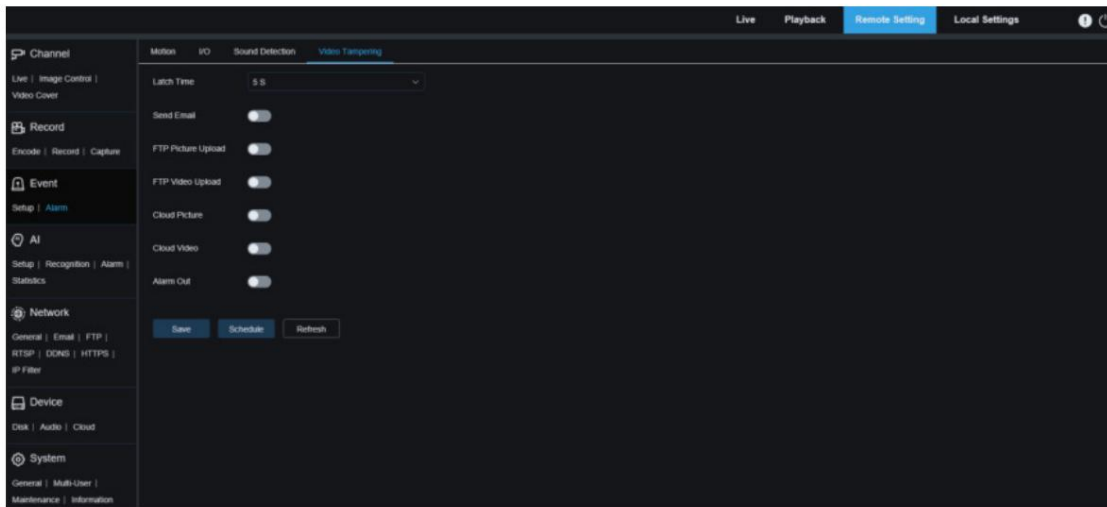 Live Playback Remote Setting Local Settings
Channel
Live | Image Control |
Video Cover
Record
Encode | Record | Capture
Event
Setup | Alarm
AI
Setup | Recognition | Alarm |
Statistics
Network
General | Email | FTP |
RTSP | DDNS | HTTPS |
IP Filter
Device
Disk | Audio | Cloud
System
General | Multi-User |
Maintenance | Information
Motion I/O Sound Detection Video Tampering
Latch Time 5 S
Send Email
FTP Picture Upload
FTP Video Upload
Cloud Picture
Cloud Video
Alarm Out
Save Schedule Refresh